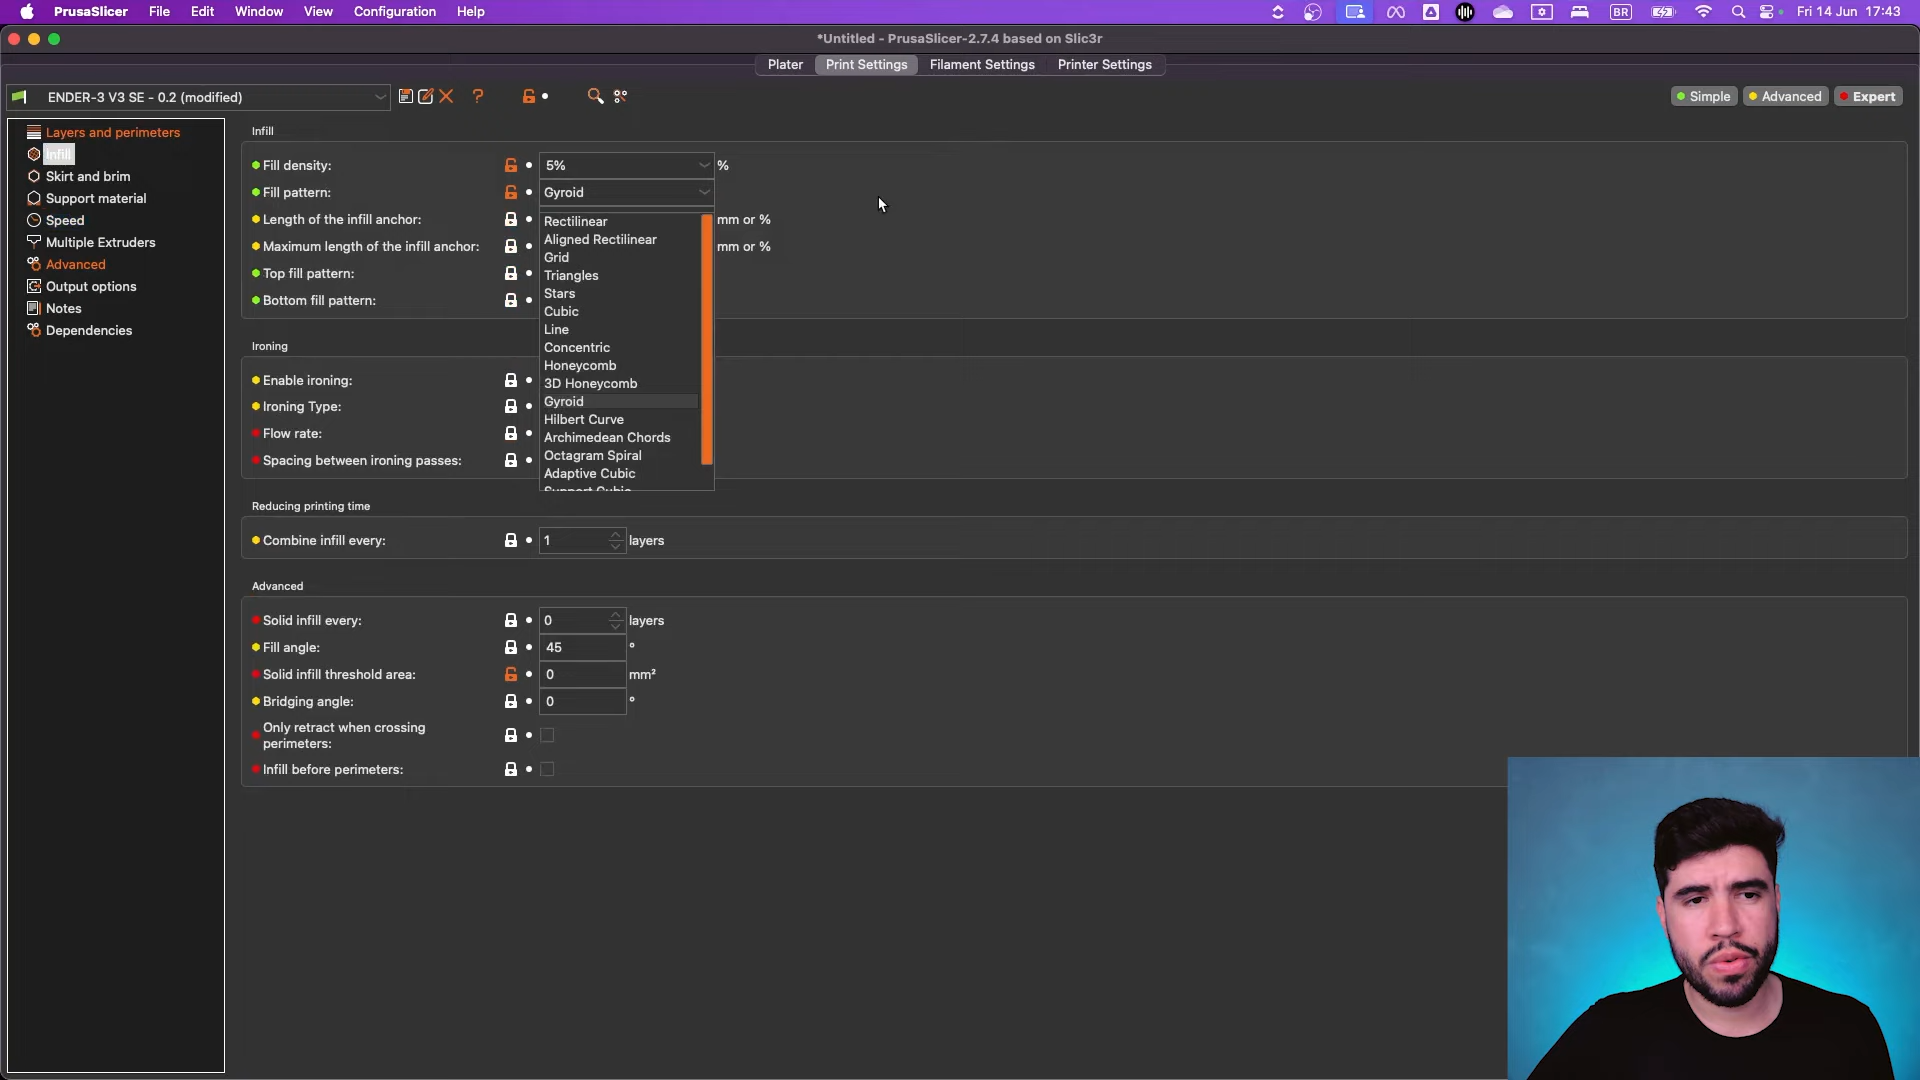 PrusaSlicer File Edit Window View Configuration Help BR Fri 14 Jun 17:43
*Untitled - PrusaSlicer-2.7.4 based on Slic3r
Plater Print Settings Filament Settings Printer Settings
ENDER-3 V3 SE - 0.2 (modified) ? Simple Advanced Expert
Layers and perimeters
Infill
Skirt and brim
Support material
Speed
Multiple Extruders
Advanced
Output options
Notes
Dependencies
Infill
Fill density: 5% %
Fill pattern: Gyroid
Length of the infill anchor: mm or %
Maximum length of the infill anchor: mm or %
Top fill pattern:
Bottom fill pattern:
Rectilinear
Aligned Rectilinear
Grid
Triangles
Stars
Cubic
Line
Concentric
Honeycomb
3D Honeycomb
Gyroid
Hilbert Curve
Archimedean Chords
Octagram Spiral
Adaptive Cubic
Support Cubic
Ironing
Enable ironing:
Ironing Type:
Flow rate:
Spacing between ironing passes:
Reducing printing time
Combine infill every: 1 layers
Advanced
Solid infill every: 0 layers
Fill angle: 45 °
Solid infill threshold area: 0 mm²
Bridging angle: 0 °
Only retract when crossing
perimeters:
Infill before perimeters: